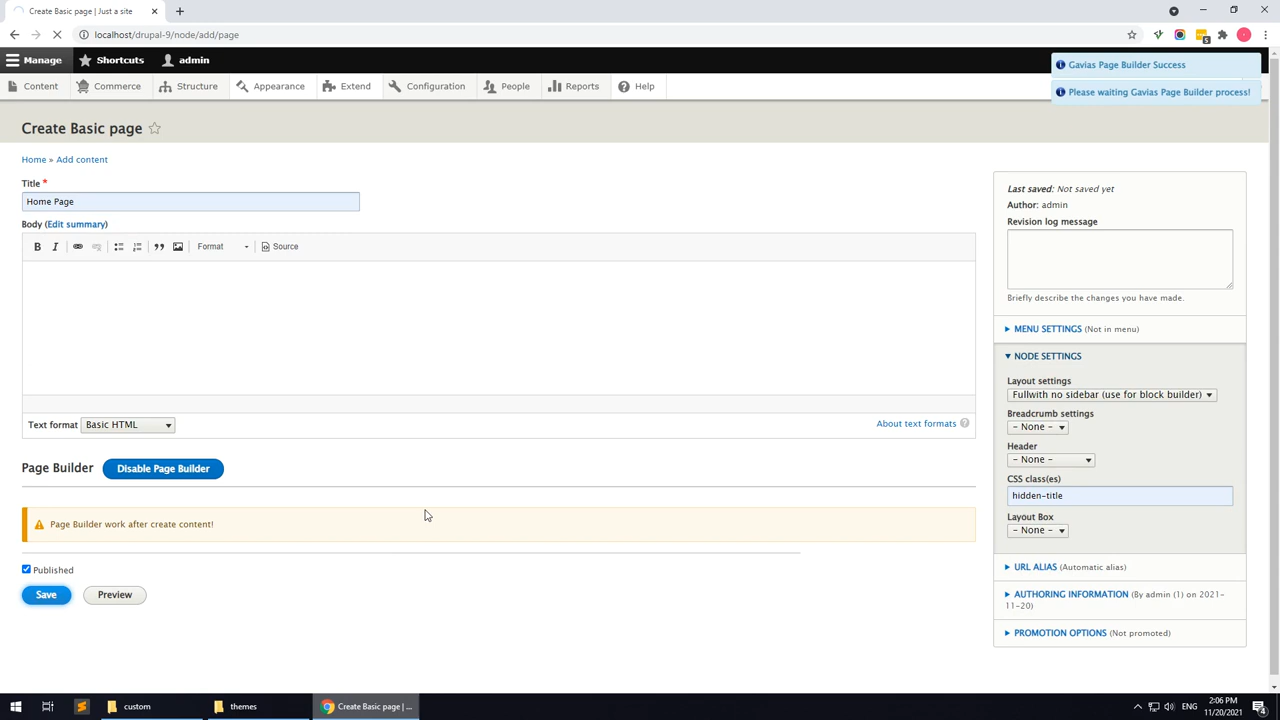 Create Basic page | Just a site
localhost/drupal-9/node/add/page
5
Manage Shortcuts admin
Gavias Page Builder Success
Content Commerce Structure Appearance Extend Configuration People Reports Help
Please waiting Gavias Page Builder process!
Create Basic page
Home » Add content
Title *
Home Page
Body (Edit summary)
B I Format Source
Text format Basic HTML
About text formats ?
Page Builder Disable Page Builder
Page Builder work after create content!
Published
Save Preview
Last saved: Not saved yet
Author: admin
Revision log message
Briefly describe the changes you have made.
MENU SETTINGS (Not in menu)
NODE SETTINGS
Layout settings
Fullwith no sidebar (use for block builder)
Breadcrumb settings
- None -
Header
- None -
CSS class(es)
hidden-title
Layout Box
- None -
URL ALIAS (Automatic alias)
AUTHORING INFORMATION (By admin (1) on 2021-
11-20)
PROMOTION OPTIONS (Not promoted)
custom themes Create Basic page | ...
ENG
2:06 PM
11/20/2021
4